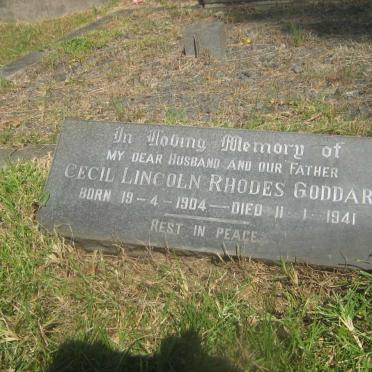 In Loving Memory of
MY DEAR HUSBAND AND OUR FATHER
CECIL LINCOLN RHODES GODDAR
BORN 19-4-1904—DIED 11-1-1941
REST IN PEACE